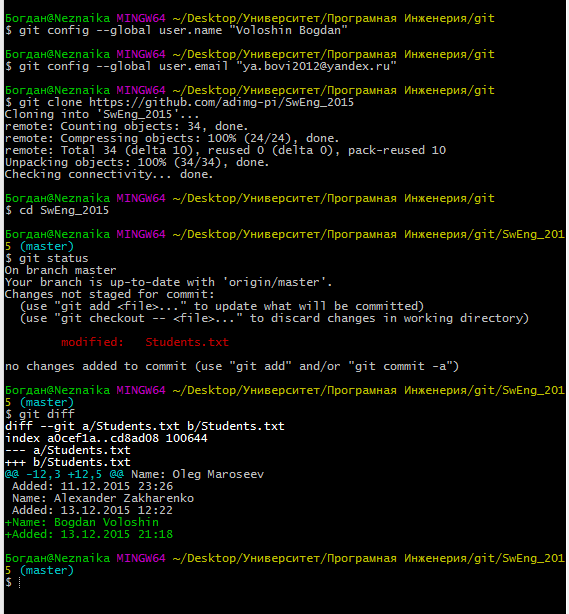 Богдан@Neznaika MINGW64 ~/Desktop/Университет/Програмная Инженерия/git
$ git config --global user.name "Voloshin Bogdan"
Богдан@Neznaika MINGW64 ~/Desktop/Университет/Програмная Инженерия/git
$ git config --global user.email "ya.bovi2012@yandex.ru"
Богдан@Neznaika MINGW64 ~/Desktop/Университет/Програмная Инженерия/git
$ git clone https://github.com/adimg-pi/SwEng_2015
Cloning into 'SwEng_2015'...
remote: Counting objects: 34, done.
remote: Compressing objects: 100% (24/24), done.
remote: Total 34 (delta 10), reused 0 (delta 0), pack-reused 10
Unpacking objects: 100% (34/34), done.
Checking connectivity... done.
Богдан@Neznaika MINGW64 ~/Desktop/Университет/Програмная Инженерия/git
$ cd SwEng_2015
Богдан@Neznaika MINGW64 ~/Desktop/Университет/Програмная Инженерия/git/SwEng_201
5 (master)
$ git status
On branch master
Your branch is up-to-date with 'origin/master'.
Changes not staged for commit:
  (use "git add <file>..." to update what will be committed)
  (use "git checkout -- <file>..." to discard changes in working directory)
        modified:   Students.txt
no changes added to commit (use "git add" and/or "git commit -a")
Богдан@Neznaika MINGW64 ~/Desktop/Университет/Програмная Инженерия/git/SwEng_201
5 (master)
$ git diff
diff --git a/Students.txt b/Students.txt
index a0cef1a..cd8ad08 100644
--- a/Students.txt
+++ b/Students.txt
@@ -12,3 +12,5 @@ Name: Oleg Maroseev
 Added: 11.12.2015 23:26
 Name: Alexander Zakharenko
 Added: 13.12.2015 12:22
+Name: Bogdan Voloshin
+Added: 13.12.2015 21:18
Богдан@Neznaika MINGW64 ~/Desktop/Университет/Програмная Инженерия/git/SwEng_201
5 (master)
$